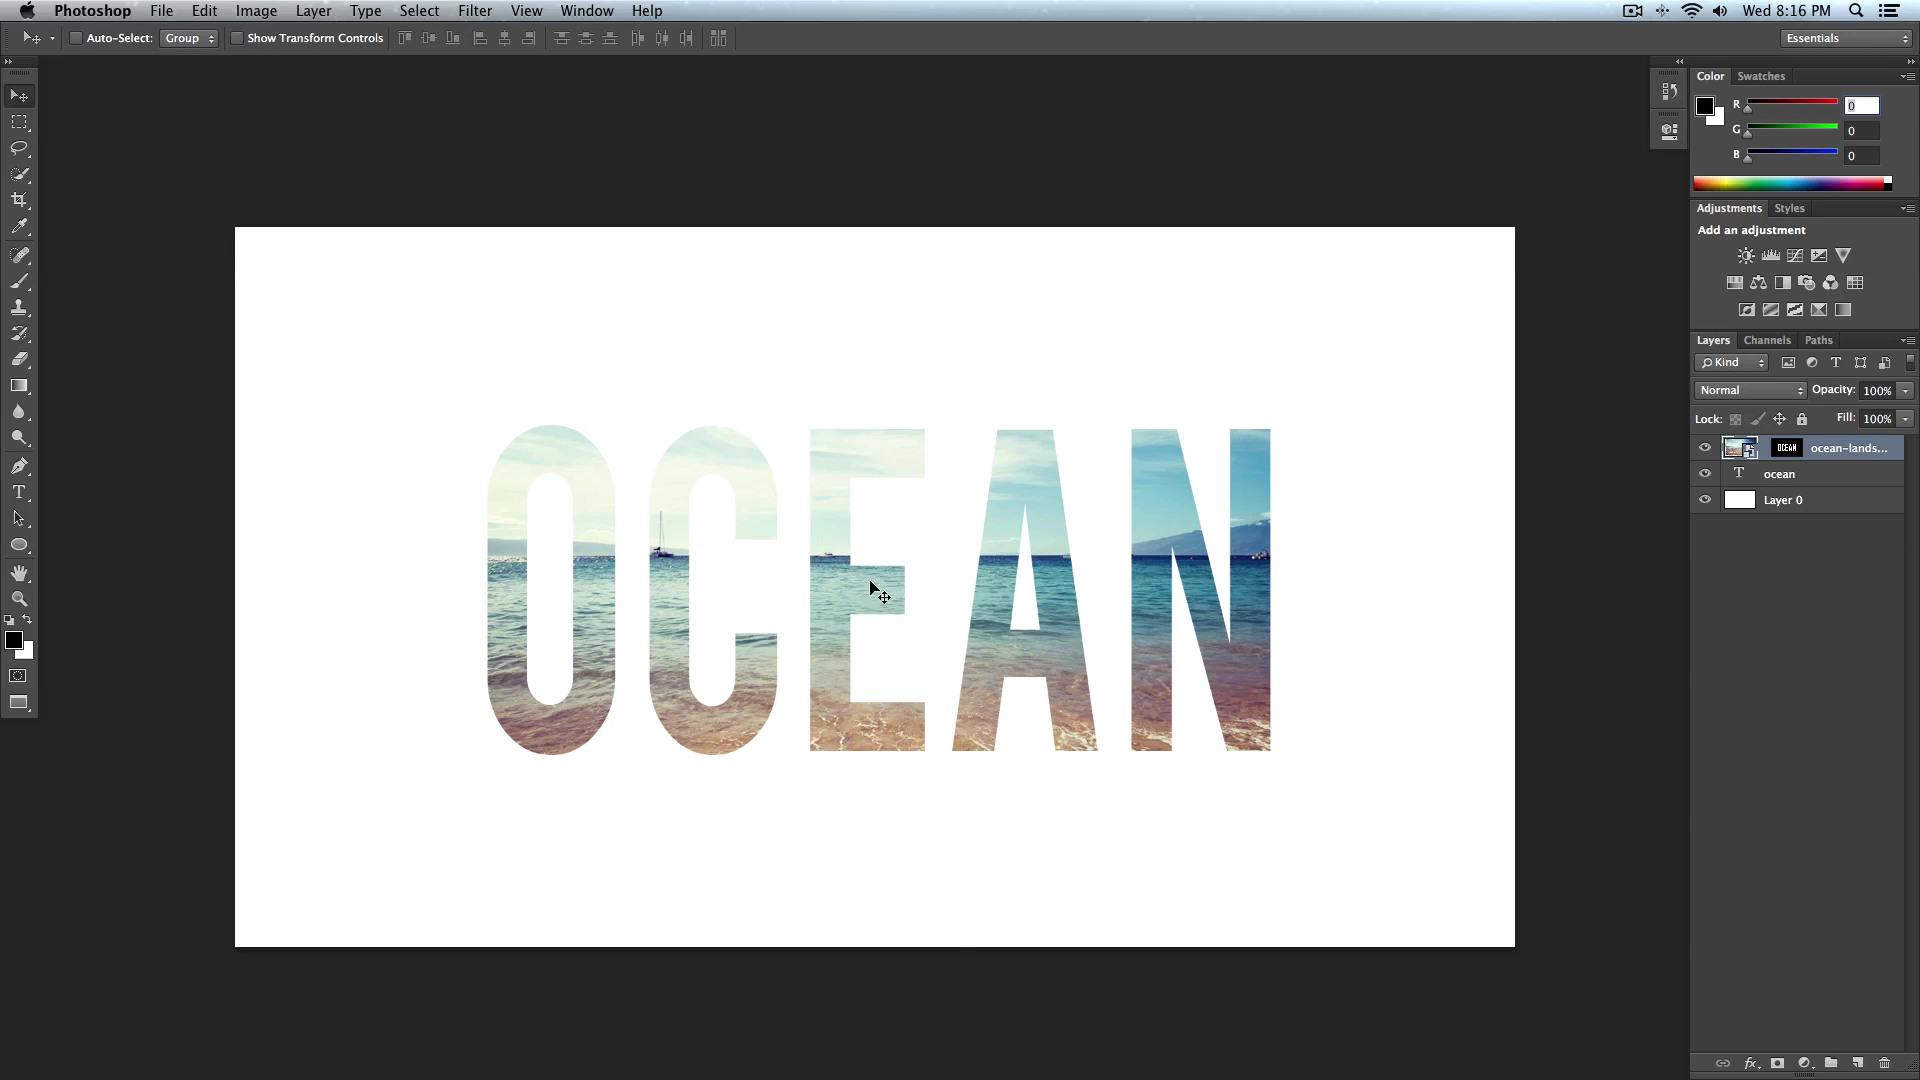 Photoshop File Edit Image Layer Type Select Filter View Window Help Wed 8:16 PM
Auto-Select: Group Show Transform Controls Essentials
Color Swatches
R 0
G 0
B 0
Adjustments Styles
Add an adjustment
Layers Channels Paths
Kind
Normal Opacity: 100%
Lock: Fill: 100%
OCEAN ocean-lands...
T ocean
Layer 0
OCEAN